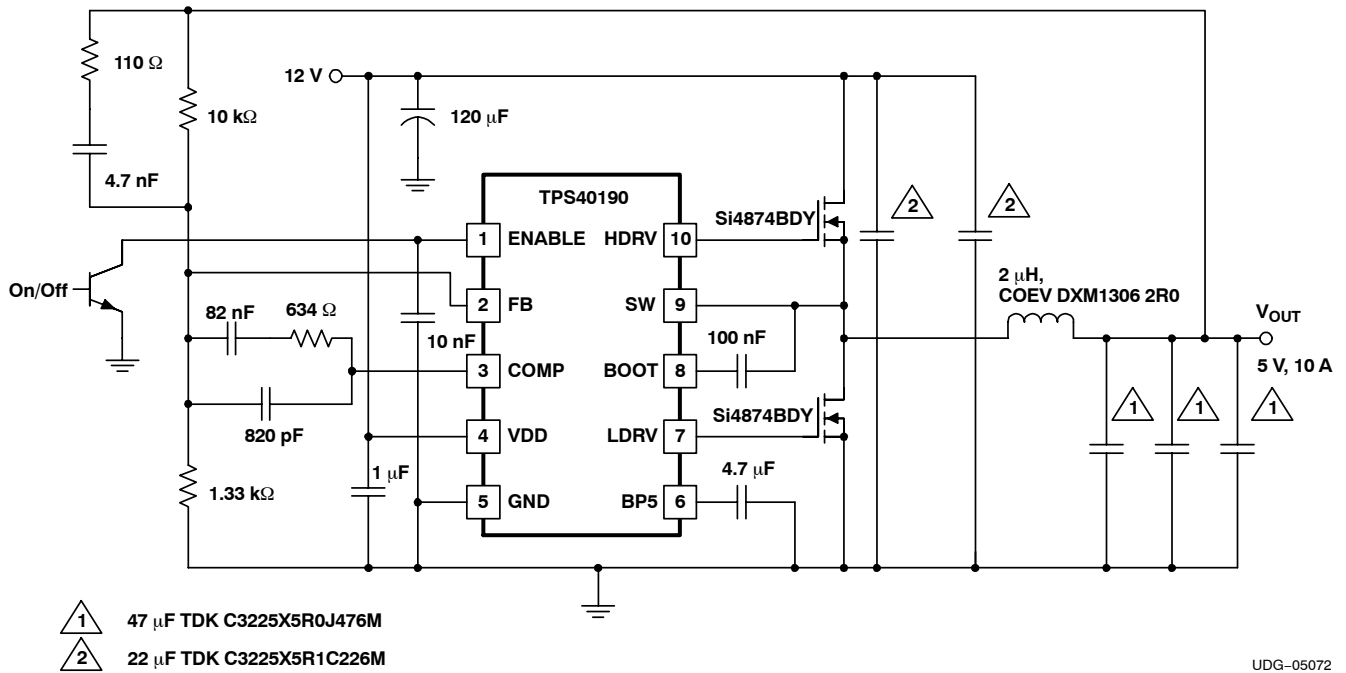 110 Ω
10 kΩ
4.7 nF
12 V
120 μF
TPS40190
Si4874BDY
2
2
1 ENABLE HDRV 10
On/Off
2 FB SW 9
82 nF
634 Ω
10 nF
100 nF
2 μH,
COEV DXM1306 2R0
VOUT
5 V, 10 A
3 COMP BOOT 8
820 pF
Si4874BDY
1
1
1
4 VDD LDRV 7
1.33 kΩ
1 μF
4.7 μF
5 GND BP5 6
1 47 μF TDK C3225X5R0J476M
2 22 μF TDK C3225X5R1C226M
UDG−05072